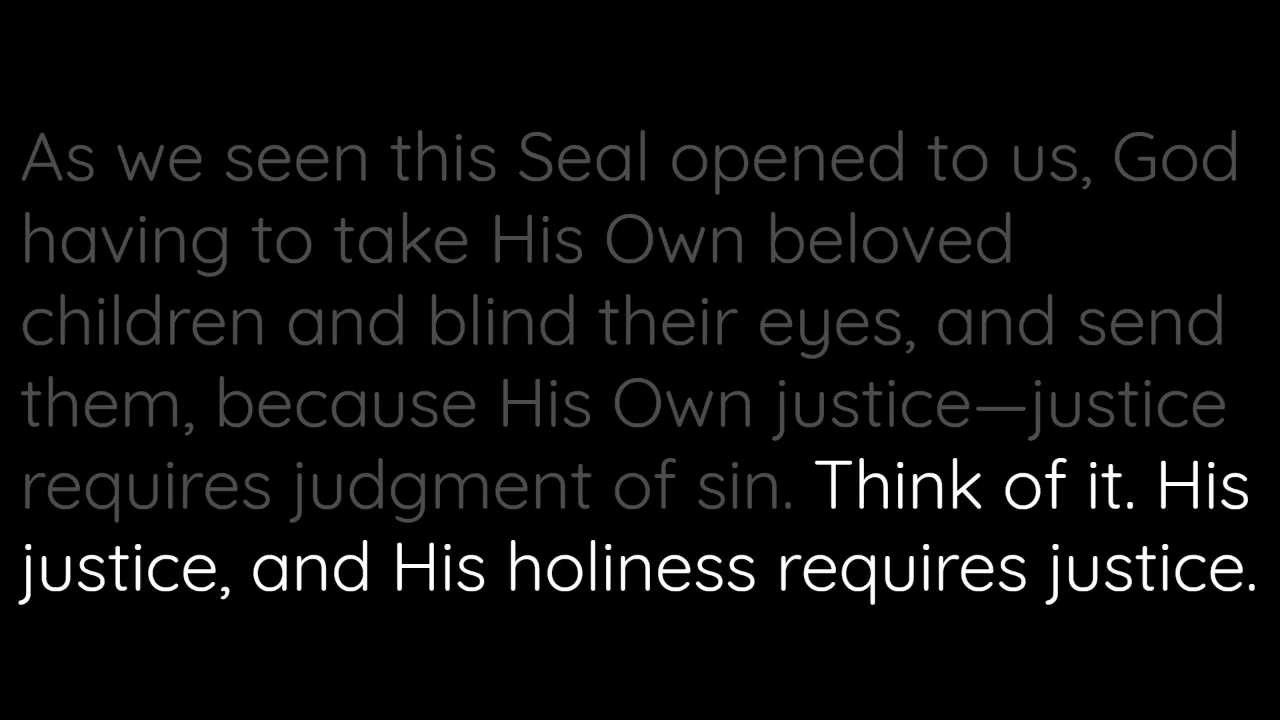 As we seen this Seal opened to us, God
having to take His Own beloved
children and blind their eyes, and send
them, because His Own justice—justice
requires judgment of sin. Think of it. His
justice, and His holiness requires justice.